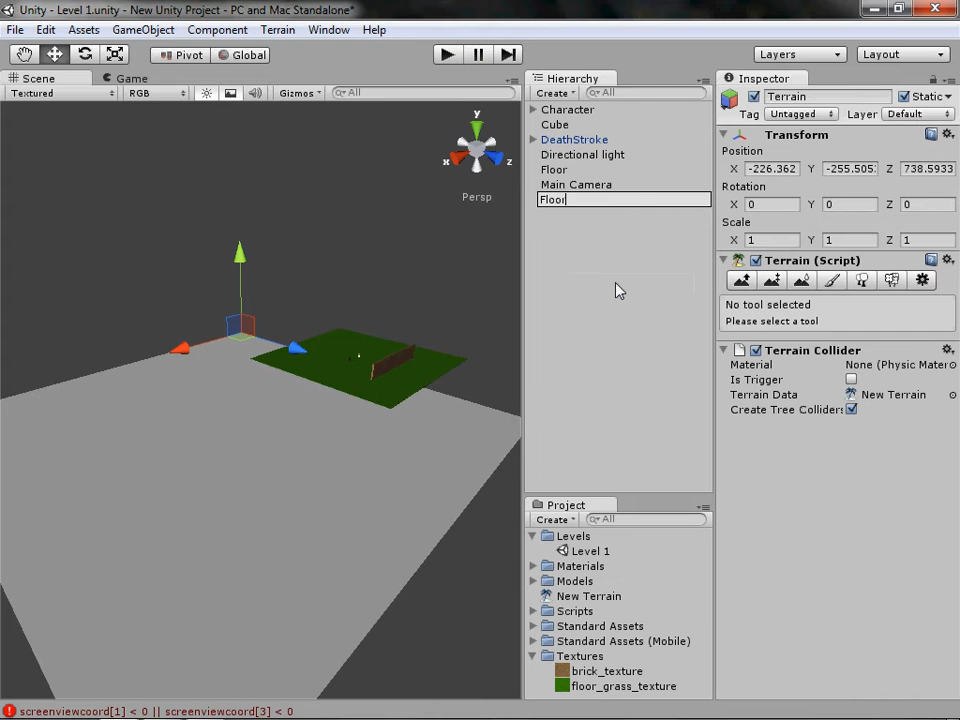 Unity - Level 1.unity - New Unity Project - PC and Mac Standalone*
File Edit Assets GameObject Component Terrain Window Help
Pivot Global Layers Layout
Scene Game
Textured RGB Gizmos All
y
x z
Persp
Hierarchy
Create All
Character
Cube
DeathStroke
Directional light
Floor
Main Camera
Floor
Project
Create All
Levels
Level 1
Materials
Models
New Terrain
Scripts
Standard Assets
Standard Assets (Mobile)
Textures
brick_texture
floor_grass_texture
Inspector
Terrain Static
Tag Untagged Layer Default
Transform
Position
X -226.362 Y -255.505 Z 738.5933
Rotation
X 0 Y 0 Z 0
Scale
X 1 Y 1 Z 1
Terrain (Script)
No tool selected
Please select a tool
Terrain Collider
Material None (Physic Mater
Is Trigger
Terrain Data New Terrain
Create Tree Colliders
screenviewcoord[1] < 0 || screenviewcoord[3] < 0